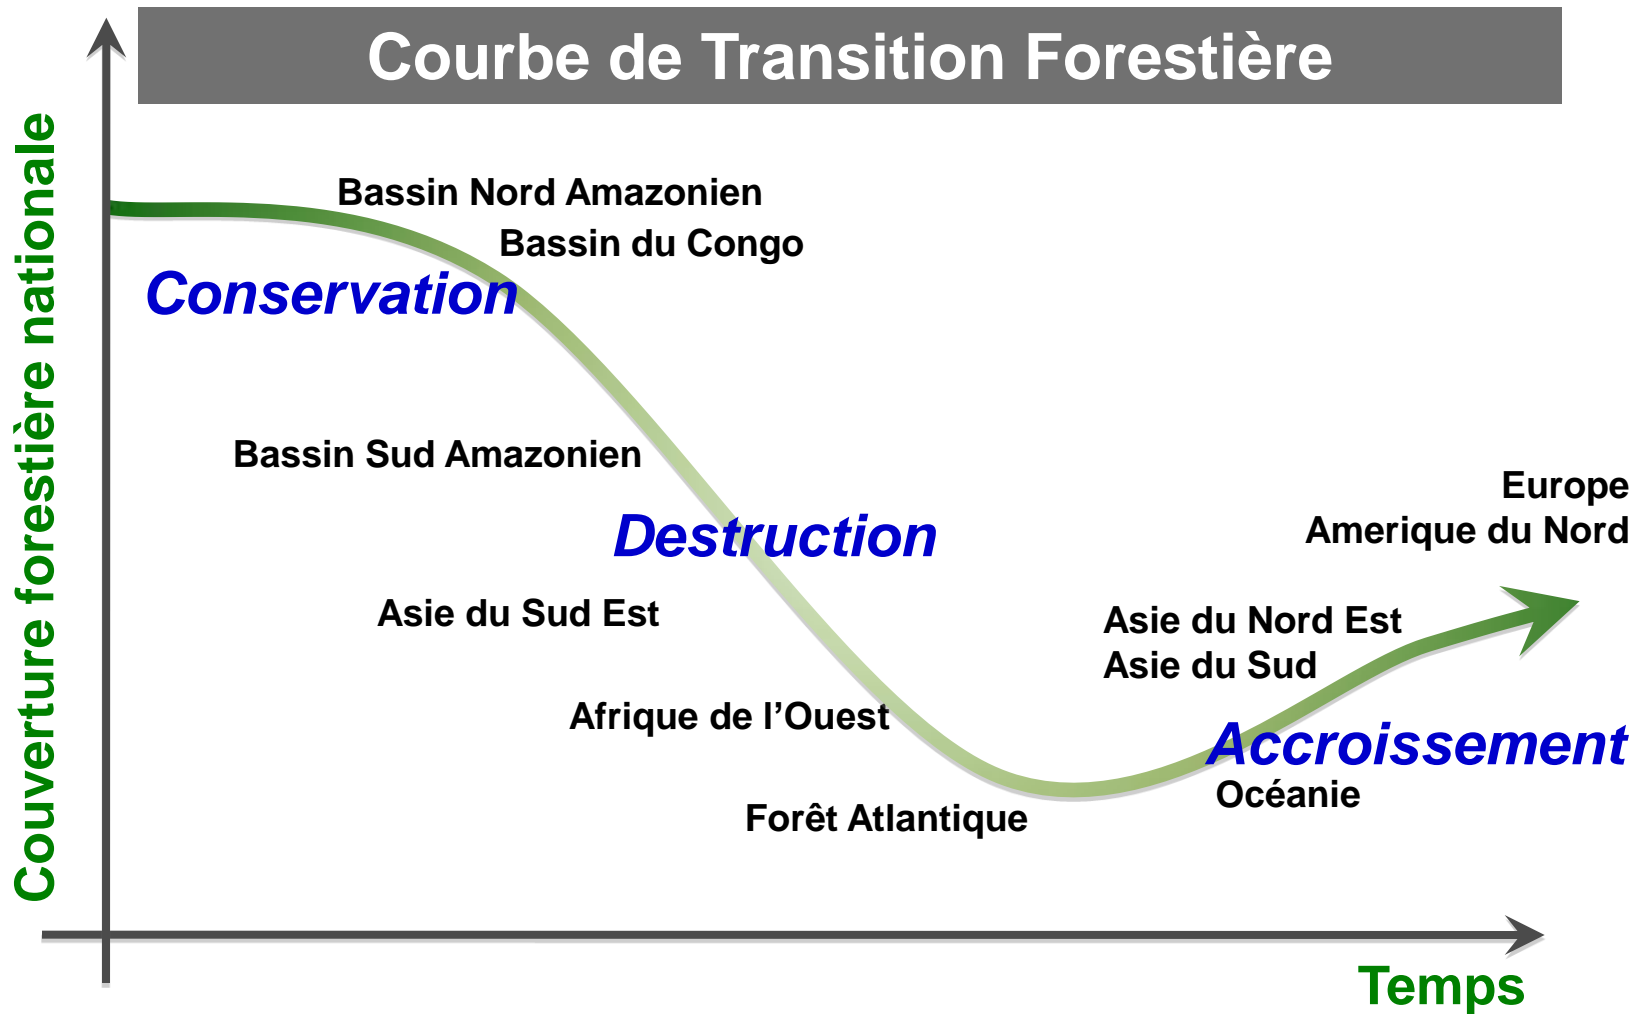 Courbe de Transition Forestière
Couverture forestière nationale
Bassin Nord Amazonien
Bassin du Congo
Conservation
Bassin Sud Amazonien
Destruction
Europe
Amerique du Nord
Asie du Sud Est
Asie du Nord Est
Asie du Sud
Afrique de l’Ouest
Accroissement
Océanie
Forêt Atlantique
Temps